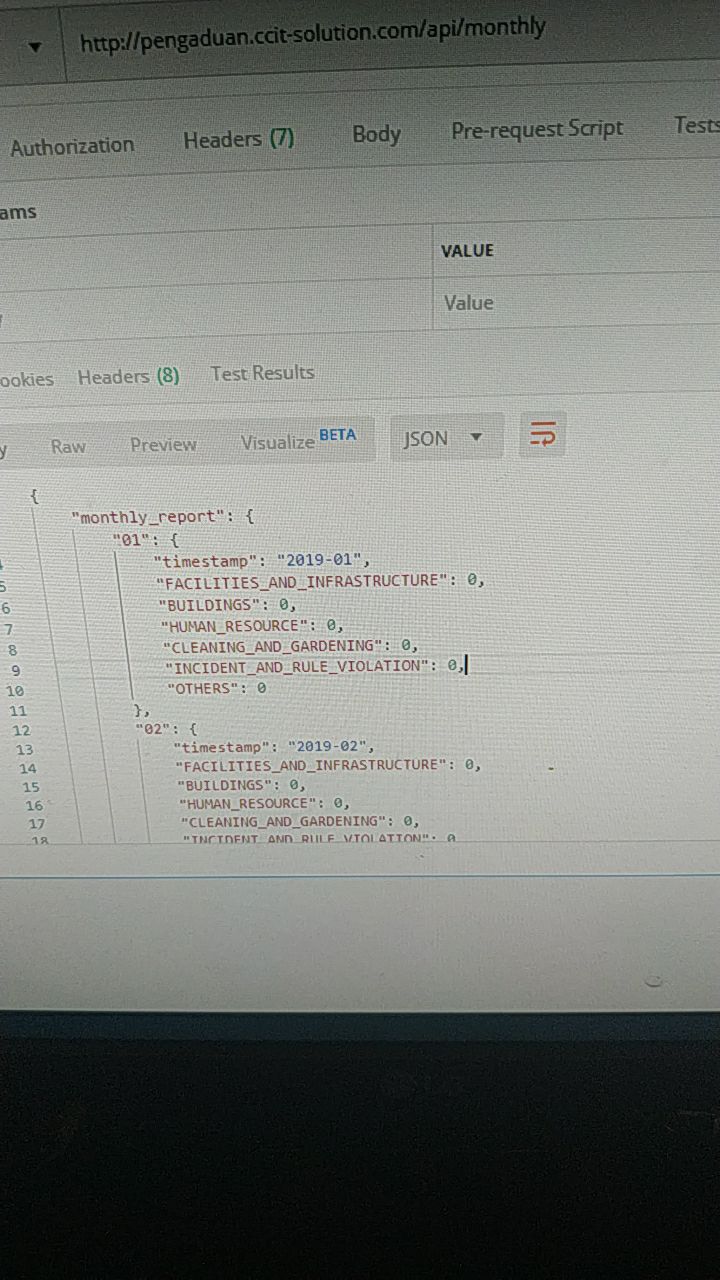 http://pengaduan.ccit-solution.com/api/monthly
Authorization Headers (7) Body Pre-request Script Tests
ams
VALUE
Value
ookies Headers (8) Test Results
y Raw Preview Visualize BETA JSON
{
"monthly_report": {
"01": {
"timestamp": "2019-01",
5 "FACILITIES_AND_INFRASTRUCTURE": 0,
6 "BUILDINGS": 0,
7 "HUMAN_RESOURCE": 0,
8 "CLEANING_AND_GARDENING": 0,
9 "INCIDENT_AND_RULE_VIOLATION": 0,
10 "OTHERS": 0
11 },
12 "02": {
13 "timestamp": "2019-02",
14 "FACILITIES_AND_INFRASTRUCTURE": 0,
15 "BUILDINGS": 0,
16 "HUMAN_RESOURCE": 0,
17 "CLEANING_AND_GARDENING": 0,
18 "INCIDENT_AND_RULE_VIOLATION": 0